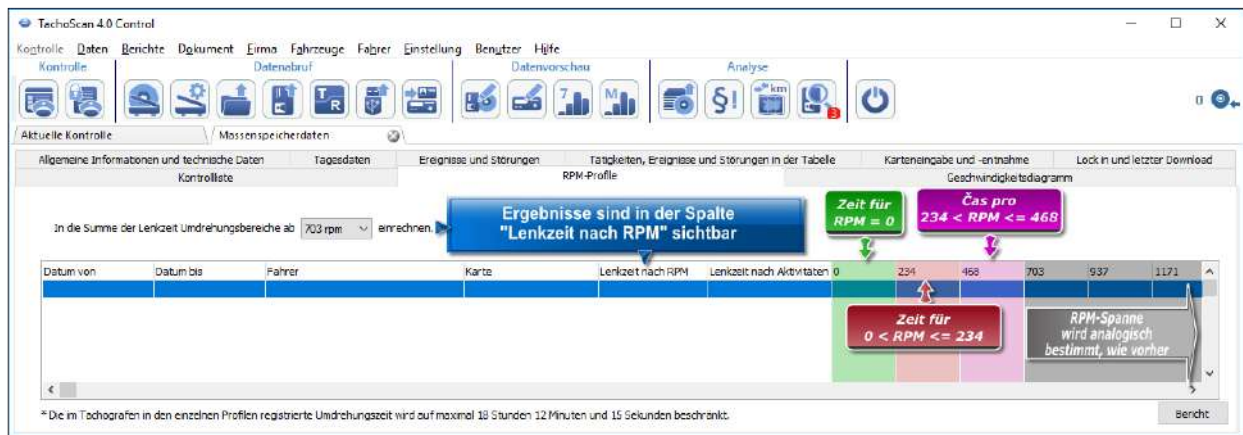 TachoScan 4.0 Control
Kontrolle Daten Berichte Dokument Firma Fahrzeuge Fahrer Einstellung Benutzer Hilfe
Kontrolle Datenabruf Datenvorschau Analyse
7 M §! km
T R
3
0
Aktuelle Kontrolle Massenspeicherdaten
Allgemeine Informationen und technische Daten Tagesdaten Ereignisse und Störungen Tätigkeiten, Ereignisse und Störungen in der Tabelle Karteneingabe und -entnahme Lock in und letzter Download
Kontrolliste RPM-Profile Geschwindigkeitsdiagramm
Ergebnisse sind in der Spalte
"Lenkzeit nach RPM" sichtbar
Zeit für
RPM = 0
Čas pro
234 < RPM <= 468
In die Summe der Lenkzeit Umdrehungsbereiche ab 703 rpm einrechnen.
Datum von Datum bis Fahrer Karte Lenkzeit nach RPM Lenkzeit nach Aktivitäten 0 234 468 703 937 1171
Zeit für
0 < RPM <= 234
RPM-Spanne
wird analogisch
bestimmt, wie vorher
* Die im Tachografen in den einzelnen Profilen registrierte Umdrehungszeit wird auf maximal 18 Stunden 12 Minuten und 15 Sekunden beschränkt.
Bericht